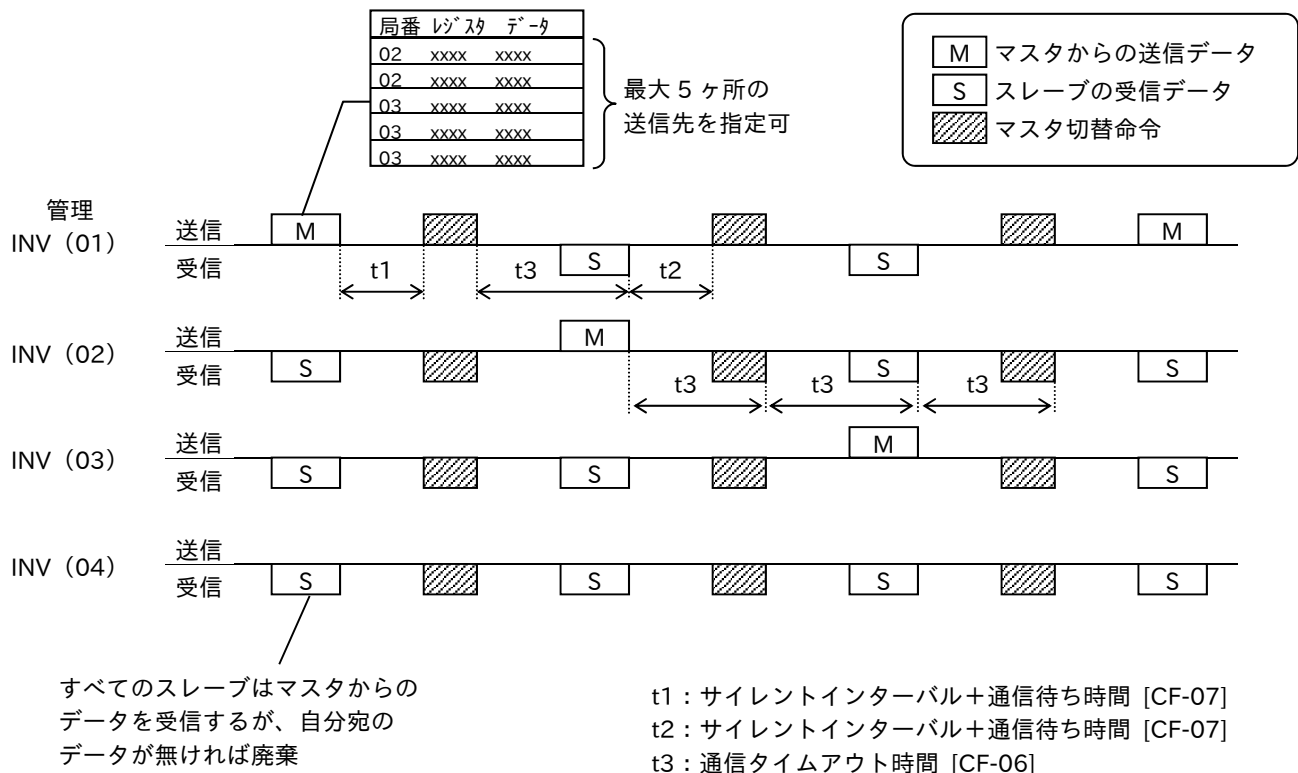 局番 ﾚｼﾞｽﾀ ﾃﾞｰﾀ
02 xxxx xxxx
02 xxxx xxxx
03 xxxx xxxx
03 xxxx xxxx
03 xxxx xxxx
最大 5 ヶ所の
送信先を指定可
M マスタからの送信データ
S スレーブの受信データ
マスタ切替命令
管理
INV（01）
送信
受信
M
S
S
M
t1
t3
t2
INV（02）
送信
受信
M
S
S
S
t3
t3
t3
INV（03）
送信
受信
M
S
S
S
INV（04）
送信
受信
S
S
S
S
すべてのスレーブはマスタからの
データを受信するが、自分宛の
データが無ければ廃棄
t1：サイレントインターバル＋通信待ち時間 [CF-07]
t2：サイレントインターバル＋通信待ち時間 [CF-07]
t3：通信タイムアウト時間 [CF-06]